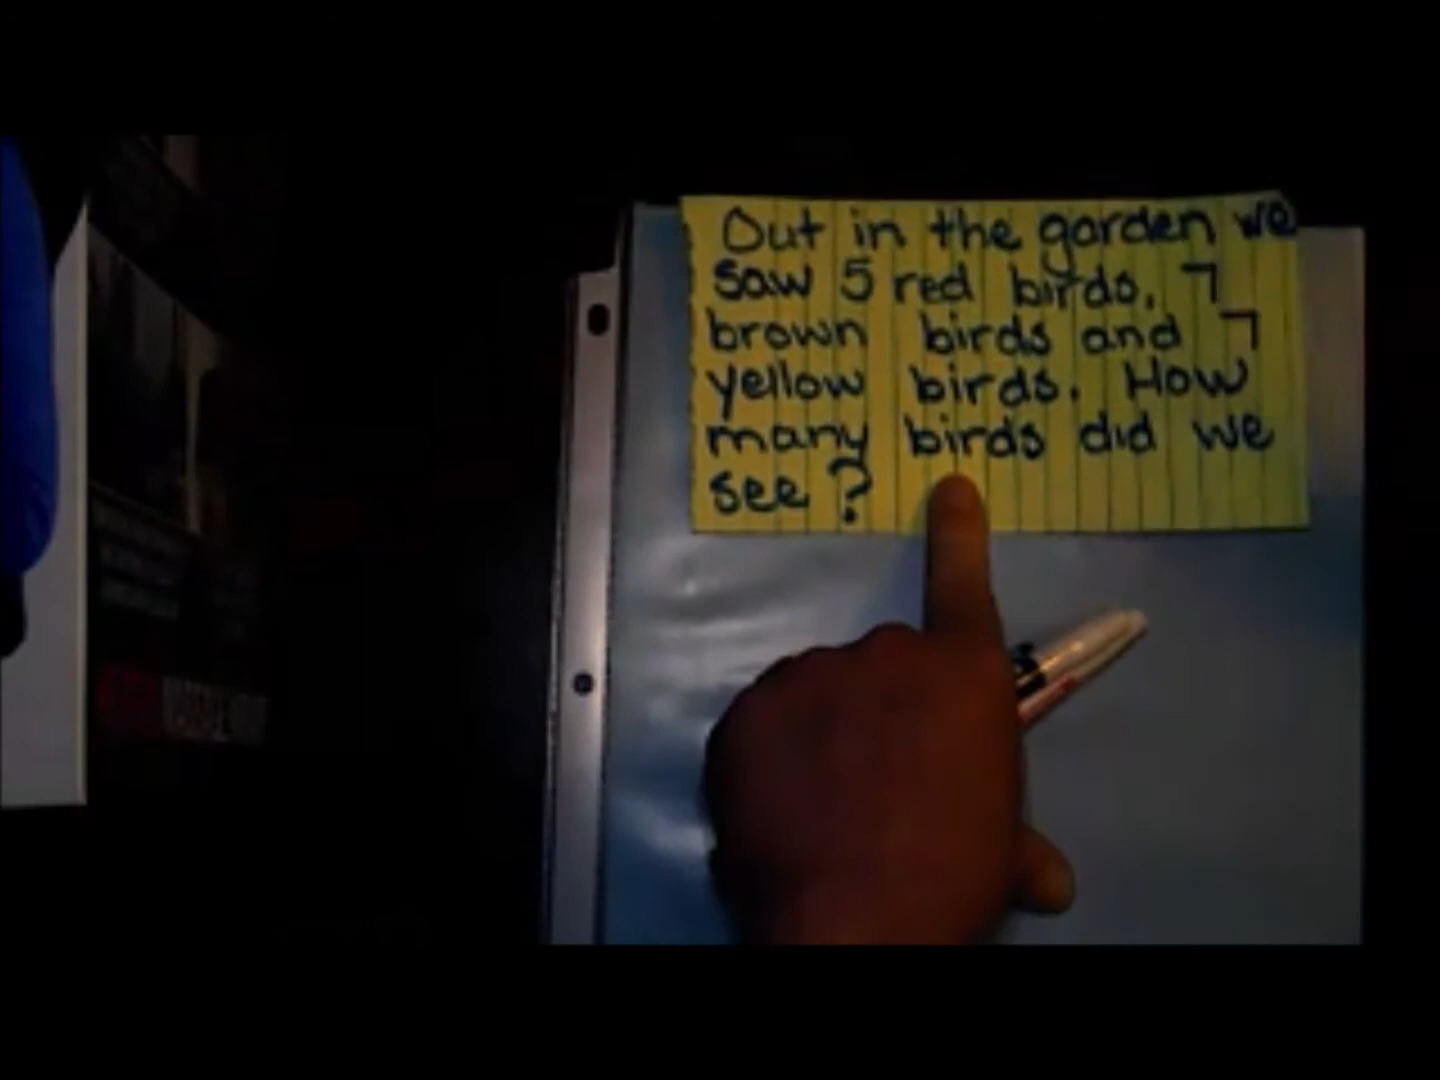 Out in the garden we
saw 5 red birds, 7
brown birds and 7
yellow birds. How
many birds did we
see?